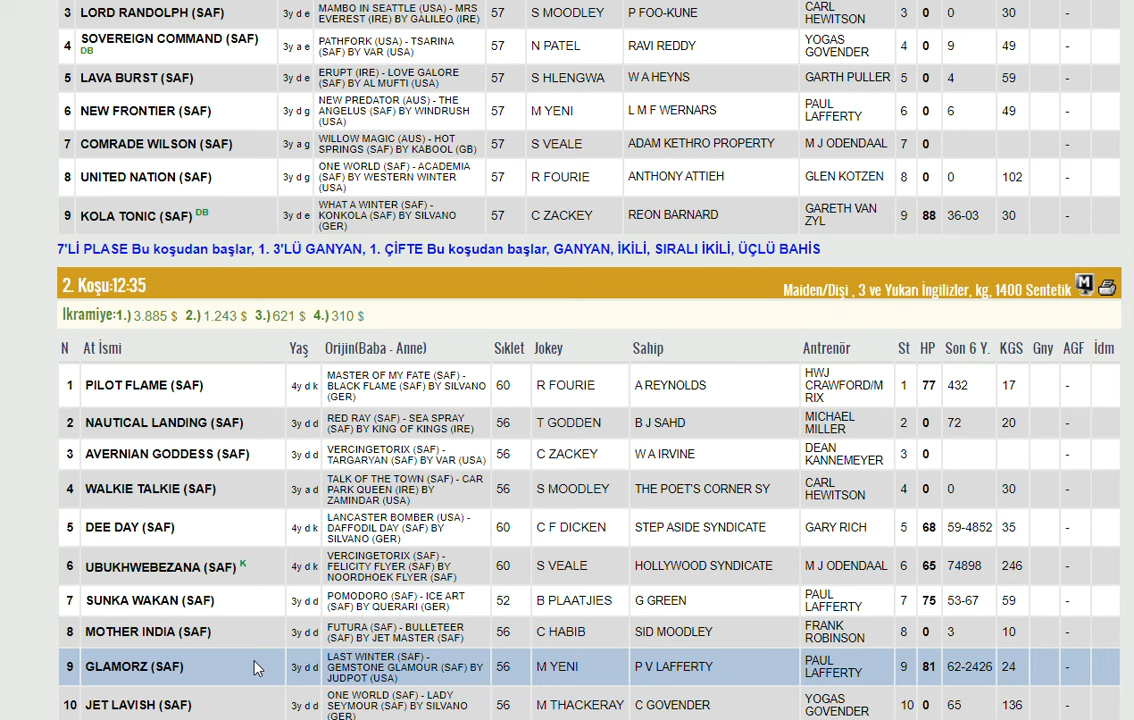 3 LORD RANDOLPH (SAF) 3y d e MAMBO IN SEATTLE (USA) - MRS EVEREST (IRE) BY GALILEO (IRE) 57 S MOODLEY P FOO-KUNE CARL HEWITSON 3 0 0 30 -
4 SOVEREIGN COMMAND (SAF) DB 3y a e PATHFORK (USA) - TSARINA (SAF) BY VAR (USA) 57 N PATEL RAVI REDDY YOGAS GOVENDER 4 0 9 49 -
5 LAVA BURST (SAF) 3y d e ERUPT (IRE) - LOVE GALORE (SAF) BY AL MUFTI (USA) 57 S HLENGWA W A HEYNS GARTH PULLER 5 0 4 59 -
6 NEW FRONTIER (SAF) 3y d g NEW PREDATOR (AUS) - THE ANGELUS (SAF) BY WINDRUSH (USA) 57 M YENI L M F WERNARS PAUL LAFFERTY 6 0 6 49 -
7 COMRADE WILSON (SAF) 3y a g WILLOW MAGIC (AUS) - HOT SPRINGS (SAF) BY KABOOL (GB) 57 S VEALE ADAM KETHRO PROPERTY M J ODENDAAL 7 0 -
8 UNITED NATION (SAF) 3y d g ONE WORLD (SAF) - ACADEMIA (SAF) BY WESTERN WINTER (USA) 57 R FOURIE ANTHONY ATTIEH GLEN KOTZEN 8 0 0 102 -
9 KOLA TONIC (SAF) DB 3y d e WHAT A WINTER (SAF) - KONKOLA (SAF) BY SILVANO (GER) 57 C ZACKEY REON BARNARD GARETH VAN ZYL 9 88 36-03 30 -
7'Lİ PLASE Bu koşudan başlar, 1. 3'LÜ GANYAN, 1. ÇİFTE Bu koşudan başlar, GANYAN, İKİLİ, SIRALI İKİLİ, ÜÇLÜ BAHİS
2. Koşu:12:35 Maiden/Dişi , 3 ve Yukarı İngilizler, kg, 1400 Sentetik M
İkramiye:1.) 3.885 $ 2.) 1.243 $ 3.) 621 $ 4.) 310 $
N At İsmi Yaş Orijin(Baba - Anne) Sıklet Jokey Sahip Antrenör St HP Son 6 Y. KGS Gny AGF İdm
1 PILOT FLAME (SAF) 4y d k MASTER OF MY FATE (SAF) - BLACK FLAME (SAF) BY SILVANO (GER) 60 R FOURIE A REYNOLDS HWJ CRAWFORD/M RIX 1 77 432 17 -
2 NAUTICAL LANDING (SAF) 3y d d RED RAY (SAF) - SEA SPRAY (SAF) BY KING OF KINGS (IRE) 56 T GODDEN B J SAHD MICHAEL MILLER 2 0 72 20 -
3 AVERNIAN GODDESS (SAF) 3y d d VERCINGETORIX (SAF) - TARGARYAN (SAF) BY VAR (USA) 56 C ZACKEY W A IRVINE DEAN KANNEMEYER 3 0 -
4 WALKIE TALKIE (SAF) 3y a d TALK OF THE TOWN (SAF) - CAR PARK QUEEN (IRE) BY ZAMINDAR (USA) 56 S MOODLEY THE POET'S CORNER SY CARL HEWITSON 4 0 0 30 -
5 DEE DAY (SAF) 4y d k LANCASTER BOMBER (USA) - DAFFODIL DAY (SAF) BY SILVANO (GER) 60 C F DICKEN STEP ASIDE SYNDICATE GARY RICH 5 68 59-4852 35 -
6 UBUKHWEBEZANA (SAF) K 4y d k VERCINGETORIX (SAF) - FELICITY FLYER (SAF) BY NOORDHOEK FLYER (SAF) 60 S VEALE HOLLYWOOD SYNDICATE M J ODENDAAL 6 65 74898 246 -
7 SUNKA WAKAN (SAF) 3y d d POMODORO (SAF) - ICE ART (SAF) BY QUERARI (GER) 52 B PLAATJIES G GREEN PAUL LAFFERTY 7 75 53-67 59 -
8 MOTHER INDIA (SAF) 3y d d FUTURA (SAF) - BULLETEER (SAF) BY JET MASTER (SAF) 56 C HABIB SID MOODLEY FRANK ROBINSON 8 0 3 10 -
9 GLAMORZ (SAF) 3y d d LAST WINTER (SAF) - GEMSTONE GLAMOUR (SAF) BY JUDPOT (USA) 56 M YENI P V LAFFERTY PAUL LAFFERTY 9 81 62-2426 24 -
10 JET LAVISH (SAF) 3y d d ONE WORLD (SAF) - LADY SEYMOUR (SAF) BY SILVANO (GER) 56 M THACKERAY C GOVENDER YOGAS GOVENDER 10 0 65 136 -